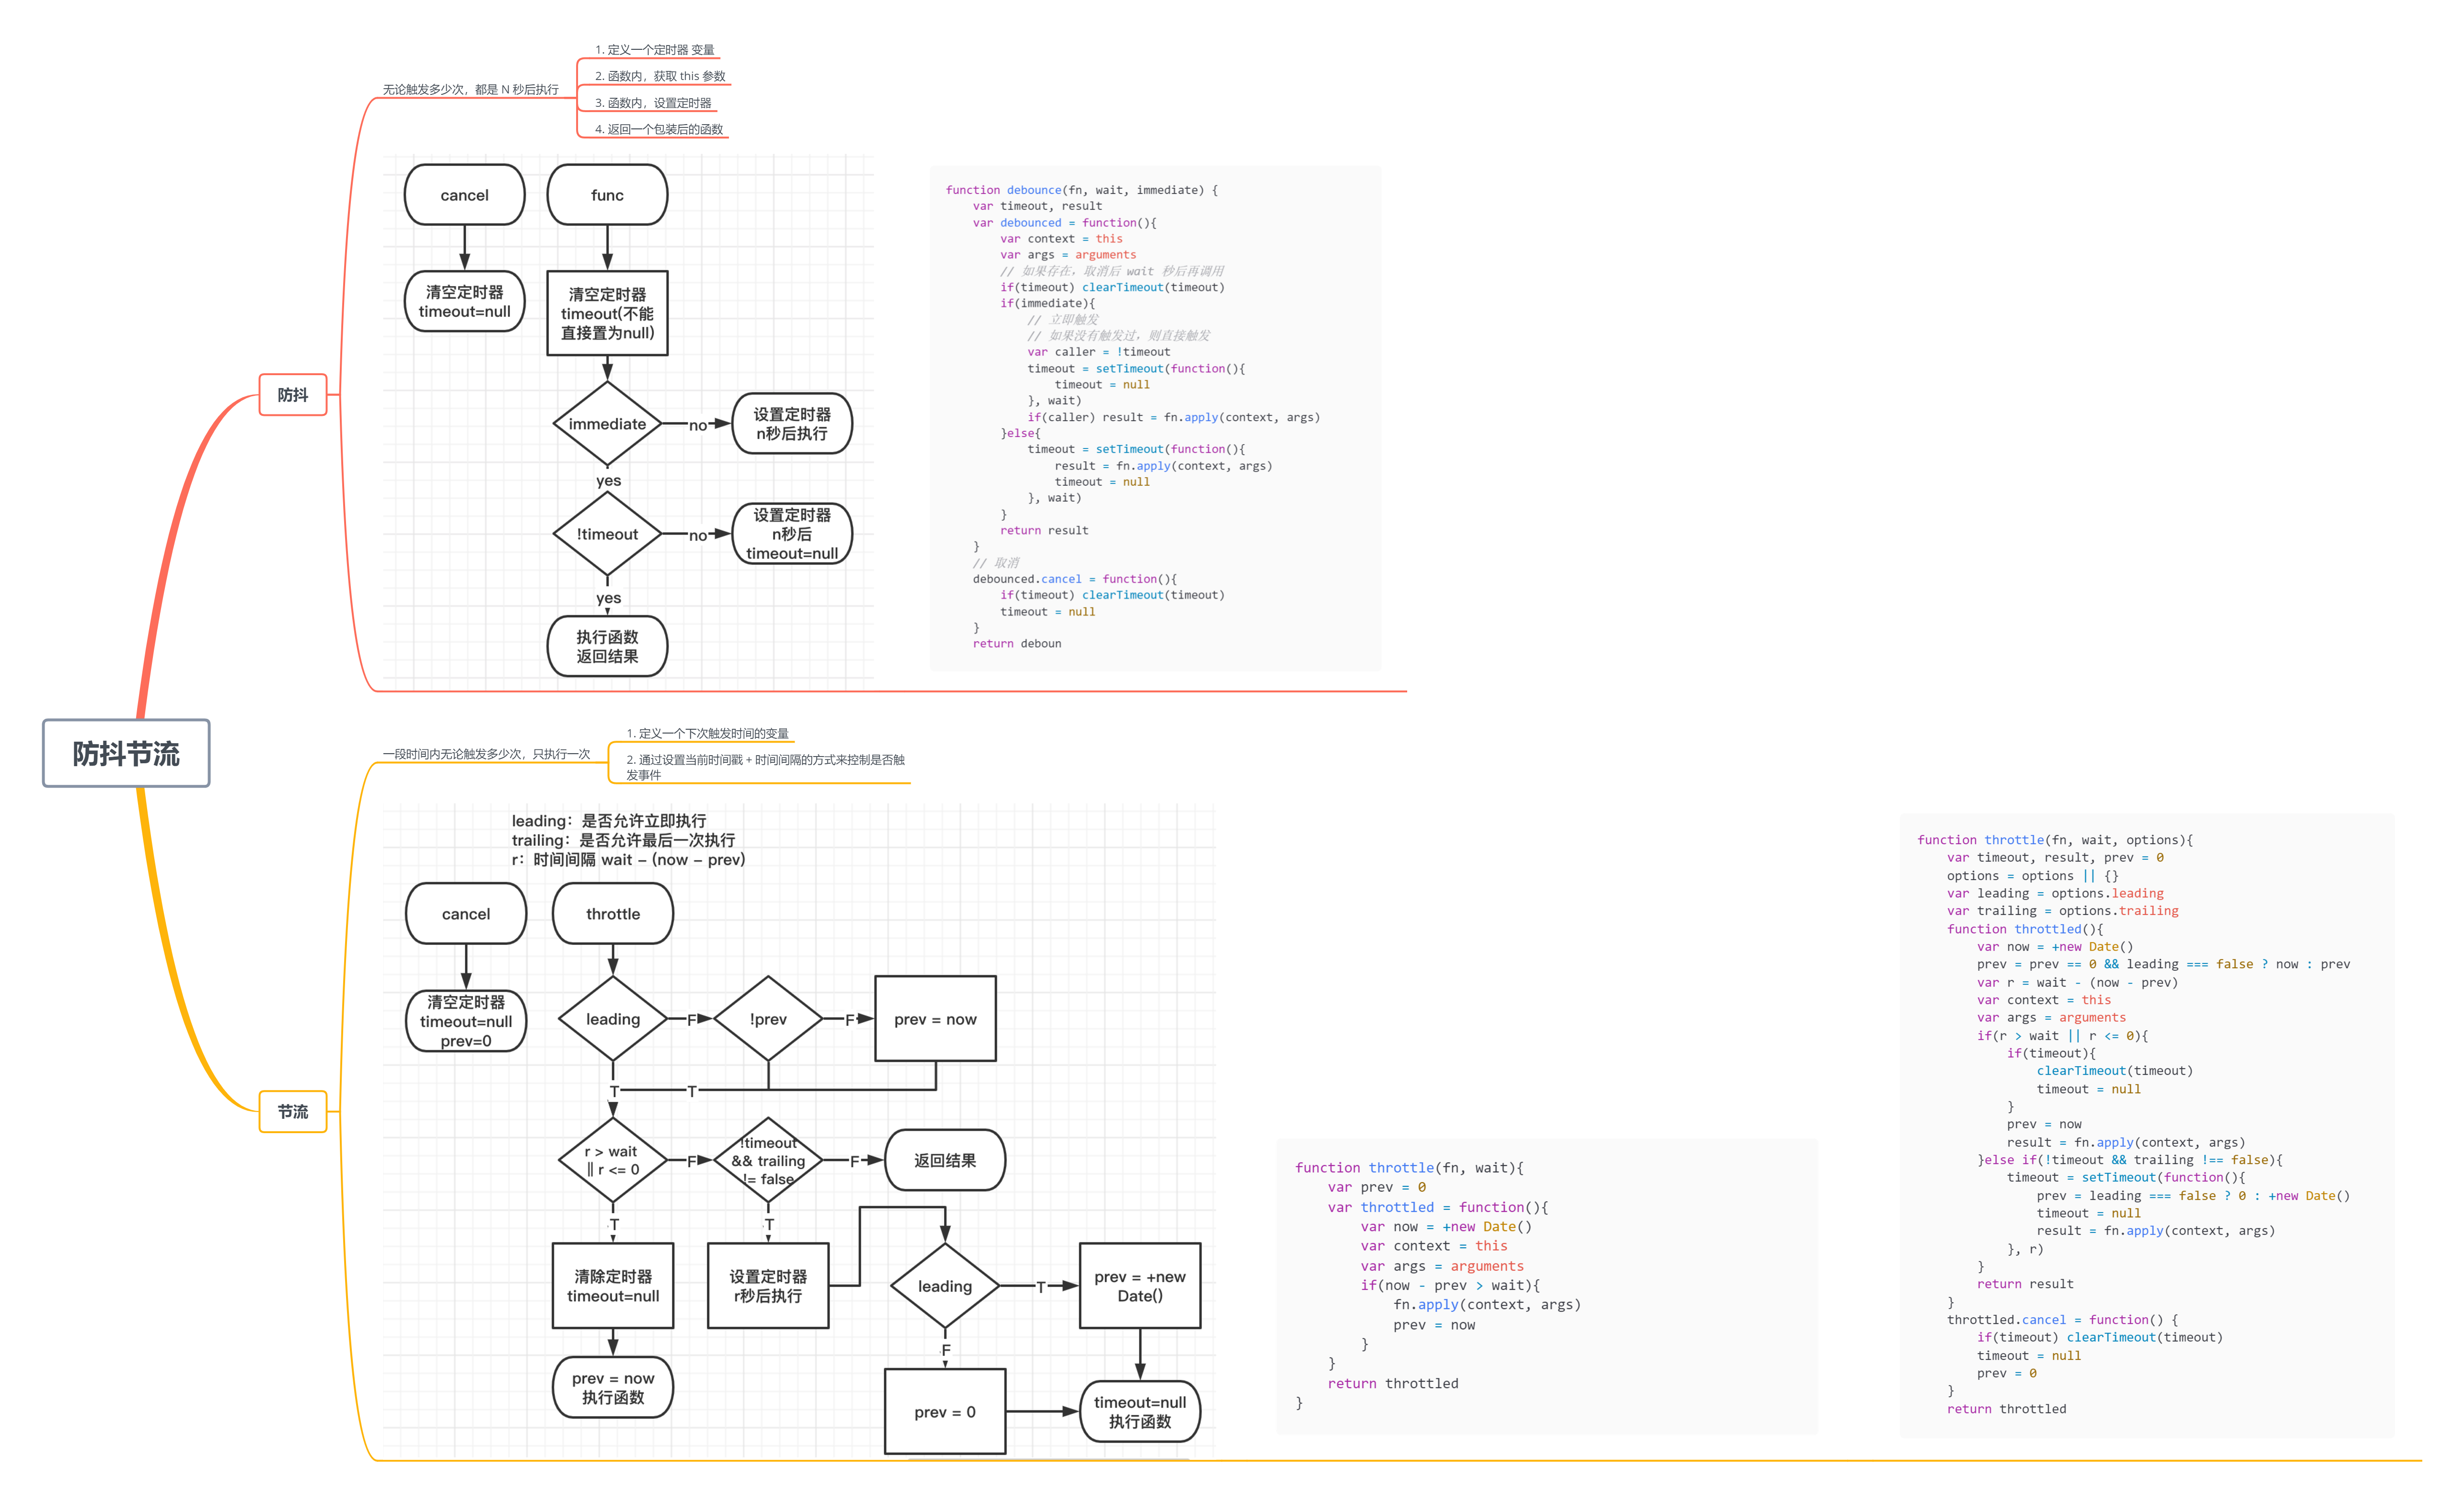 防抖节流
防抖
无论触发多少次，都是 N 秒后执行
1. 定义一个定时器 变量
2. 函数内，获取 this 参数
3. 函数内，设置定时器
4. 返回一个包装后的函数
cancel
清空定时器
timeout=null
func
清空定时器
timeout(不能
直接置为null)
immediate
no
设置定时器
n秒后执行
yes
!timeout
no
设置定时器
n秒后
timeout=null
yes
执行函数
返回结果
function debounce(fn, wait, immediate) {
    var timeout, result
    var debounced = function(){
        var context = this
        var args = arguments
        // 如果存在，取消后 wait 秒后再调用
        if(timeout) clearTimeout(timeout)
        if(immediate){
            // 立即触发
            // 如果没有触发过，则直接触发
            var caller = !timeout
            timeout = setTimeout(function(){
                timeout = null
            }, wait)
            if(caller) result = fn.apply(context, args)
        }else{
            timeout = setTimeout(function(){
                result = fn.apply(context, args)
                timeout = null
            }, wait)
        }
        return result
    }
    // 取消
    debounced.cancel = function(){
        if(timeout) clearTimeout(timeout)
        timeout = null
    }
    return deboun
节流
一段时间内无论触发多少次，只执行一次
1. 定义一个下次触发时间的变量
2. 通过设置当前时间戳 + 时间间隔的方式来控制是否触
发事件
leading：是否允许立即执行
trailing：是否允许最后一次执行
r：时间间隔 wait – (now – prev)
cancel
清空定时器
timeout=null
prev=0
throttle
leading
F
!prev
F
prev = now
T
T
r > wait
|| r <= 0
F
!timeout
&& trailing
!= false
F
返回结果
T
T
清除定时器
timeout=null
设置定时器
r秒后执行
leading
T
prev = +new
Date()
F
prev = now
执行函数
prev = 0
timeout=null
执行函数
function throttle(fn, wait){
    var prev = 0
    var throttled = function(){
        var now = +new Date()
        var context = this
        var args = arguments
        if(now - prev > wait){
            fn.apply(context, args)
            prev = now
        }
    }
    return throttled
}
function throttle(fn, wait, options){
    var timeout, result, prev = 0
    options = options || {}
    var leading = options.leading
    var trailing = options.trailing
    function throttled(){
        var now = +new Date()
        prev = prev == 0 && leading === false ? now : prev
        var r = wait - (now - prev)
        var context = this
        var args = arguments
        if(r > wait || r <= 0){
            if(timeout){
                clearTimeout(timeout)
                timeout = null
            }
            prev = now
            result = fn.apply(context, args)
        }else if(!timeout && trailing !== false){
            timeout = setTimeout(function(){
                prev = leading === false ? 0 : +new Date()
                timeout = null
                result = fn.apply(context, args)
            }, r)
        }
        return result
    }
    throttled.cancel = function() {
        if(timeout) clearTimeout(timeout)
        timeout = null
        prev = 0
    }
    return throttled